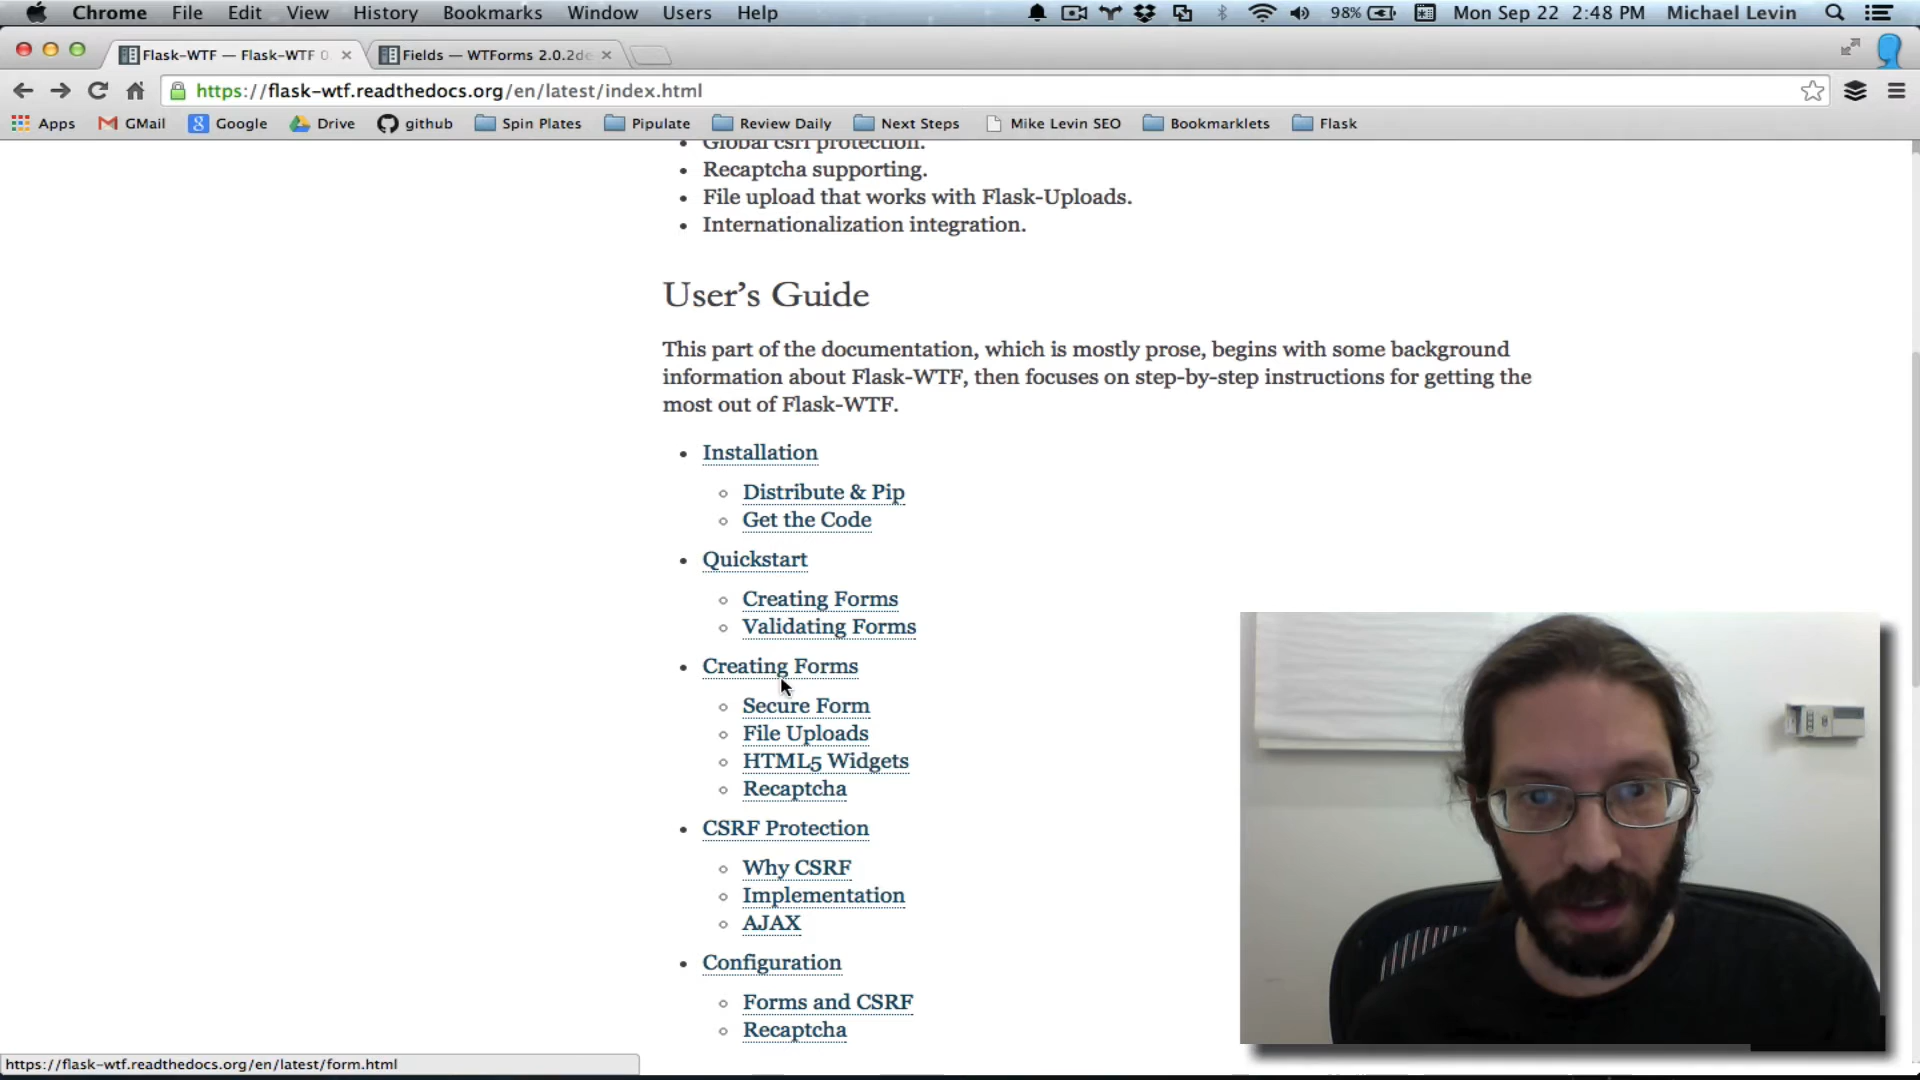 Chrome File Edit View History Bookmarks Window Users Help 98% Mon Sep 22 2:48 PM Michael Levin
Flask-WTF — Flask-WTF 0. Fields — WTForms 2.0.2de
https://flask-wtf.readthedocs.org/en/latest/index.html
Apps GMail Google Drive github Spin Plates Pipulate Review Daily Next Steps Mike Levin SEO Bookmarklets Flask
Global csrf protection.
Recaptcha supporting.
File upload that works with Flask-Uploads.
Internationalization integration.
User’s Guide
This part of the documentation, which is mostly prose, begins with some background
information about Flask-WTF, then focuses on step-by-step instructions for getting the
most out of Flask-WTF.
Installation
Distribute & Pip
Get the Code
Quickstart
Creating Forms
Validating Forms
Creating Forms
Secure Form
File Uploads
HTML5 Widgets
Recaptcha
CSRF Protection
Why CSRF
Implementation
AJAX
Configuration
Forms and CSRF
Recaptcha
https://flask-wtf.readthedocs.org/en/latest/form.html